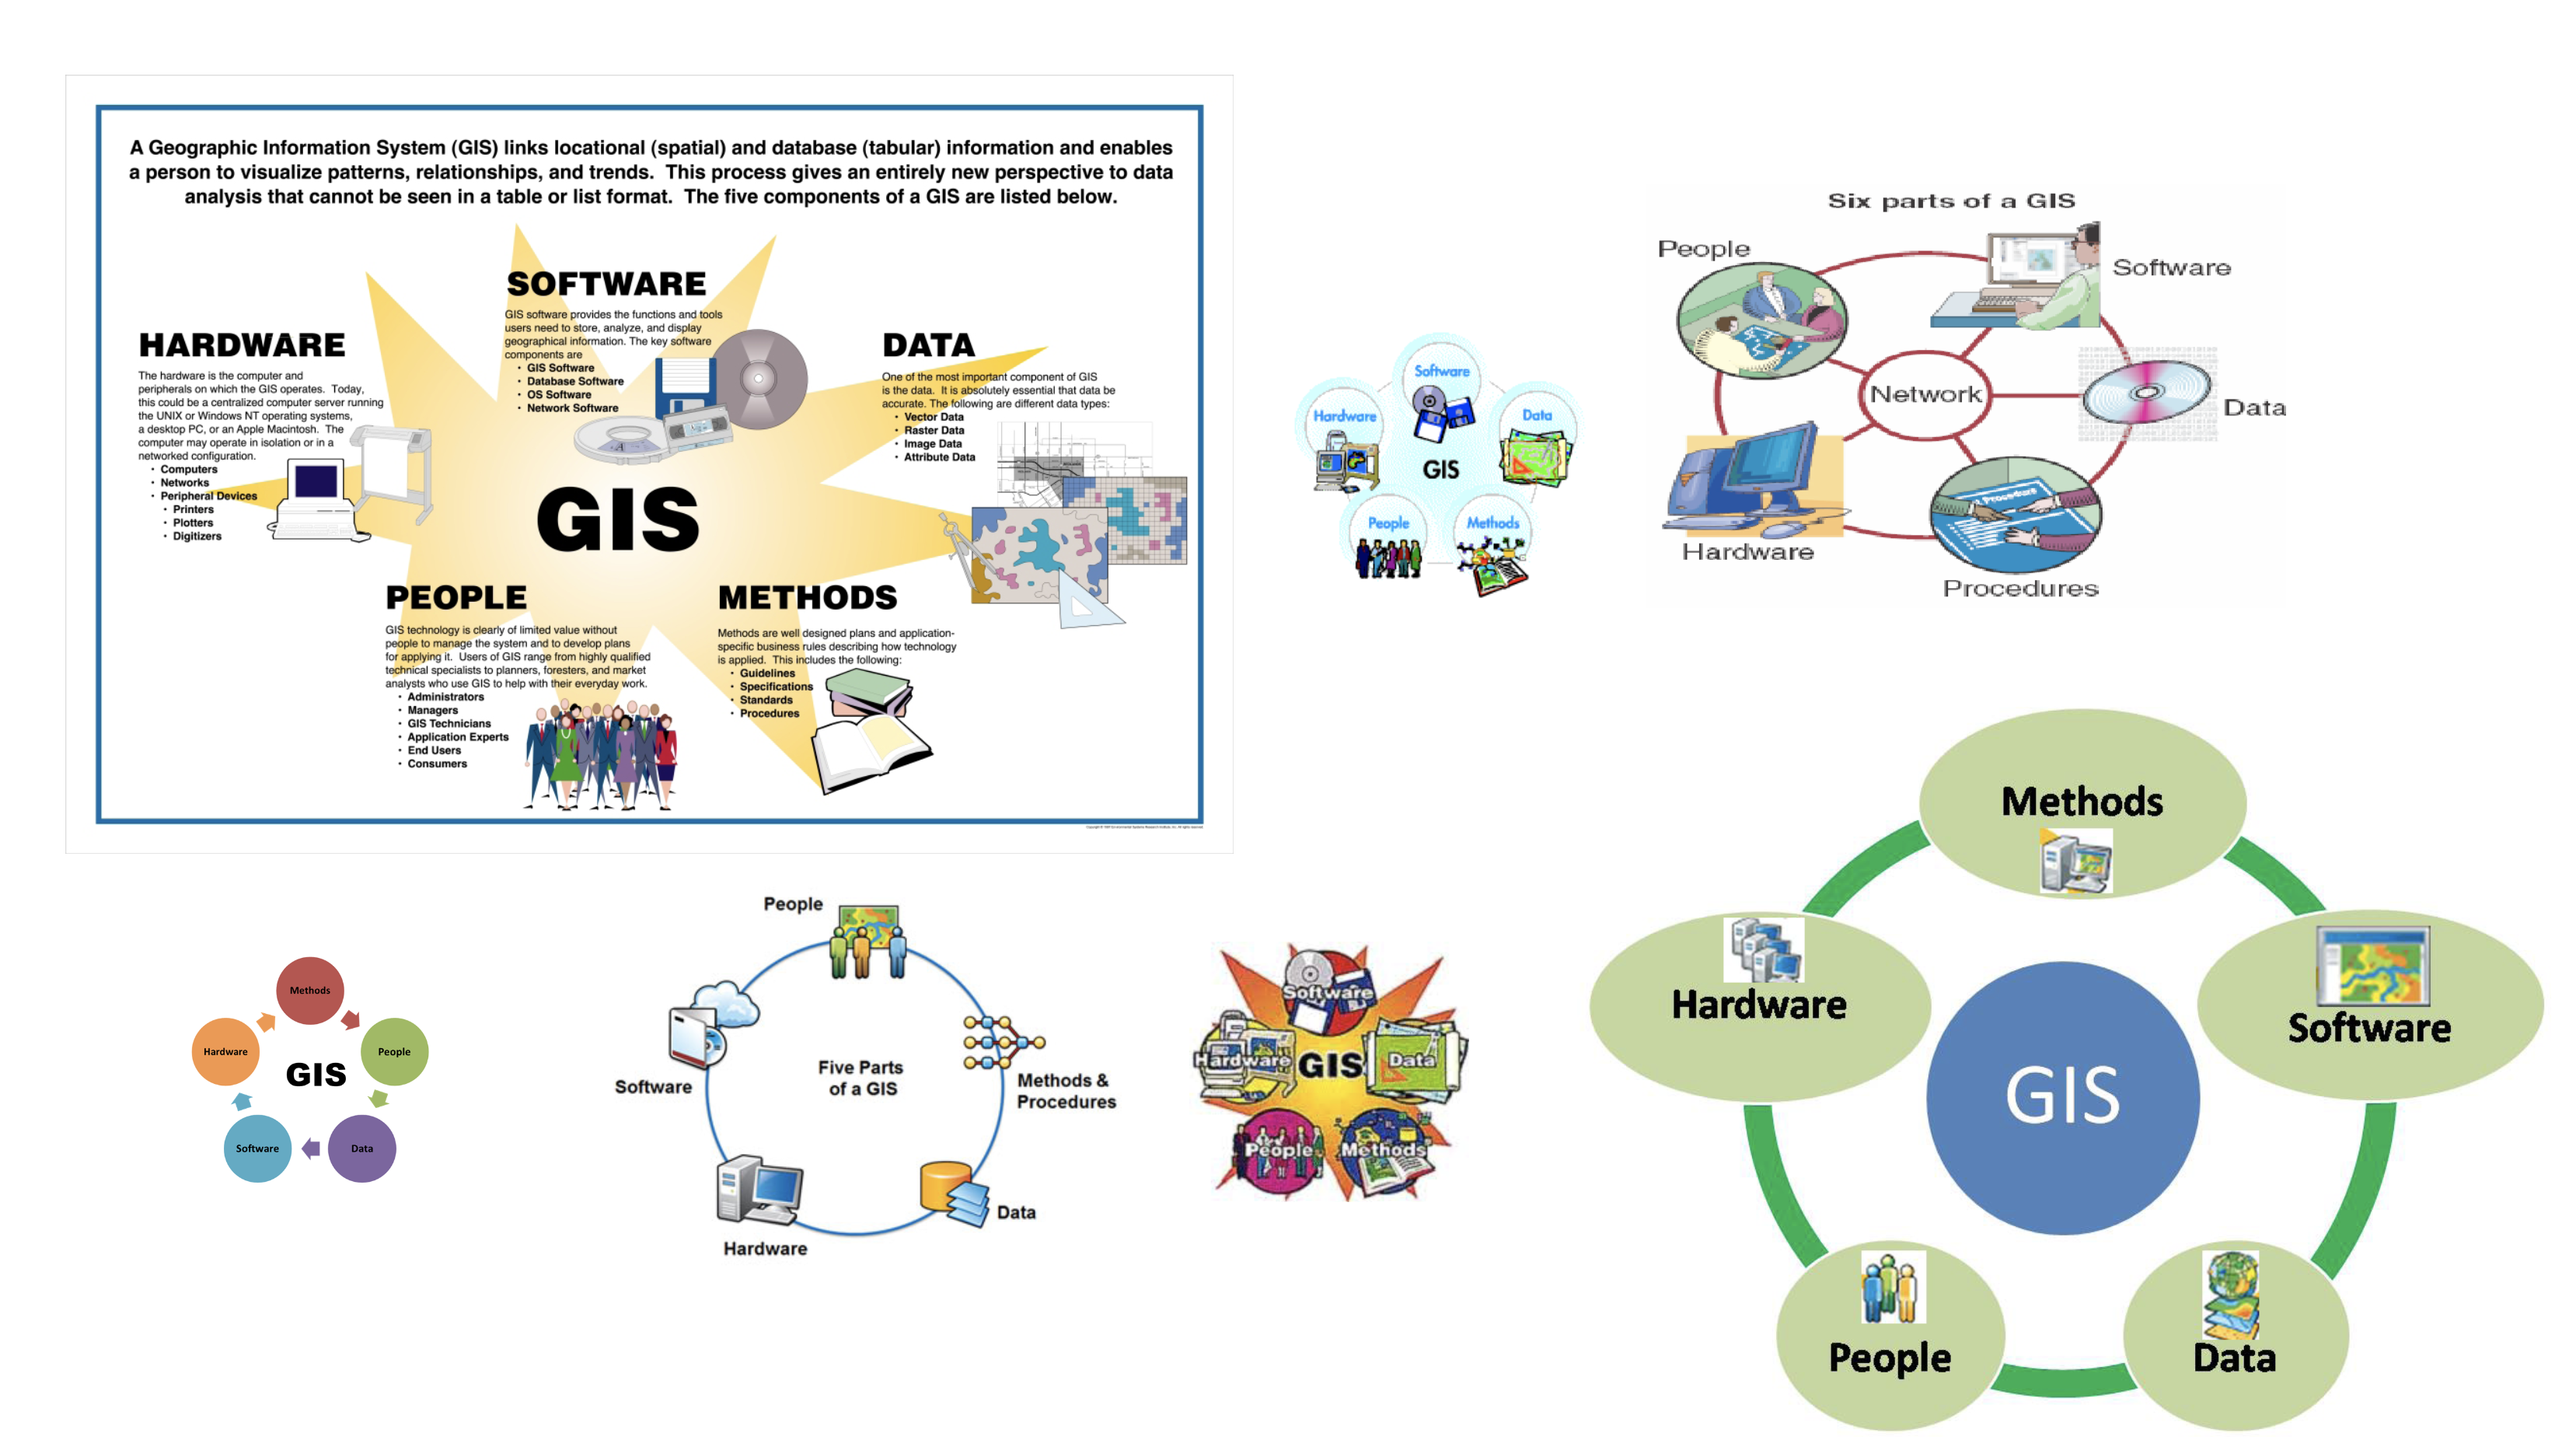 A Geographic Information System (GIS) links locational (spatial) and database (tabular) information and enables
a person to visualize patterns, relationships, and trends. This process gives an entirely new perspective to data
analysis that cannot be seen in a table or list format. The five components of a GIS are listed below.
HARDWARE
The hardware is the computer and
peripherals on which the GIS operates. Today,
this could be a centralized computer server running
the UNIX or Windows NT operating systems,
a desktop PC, or an Apple Macintosh. The
computer may operate in isolation or in a
networked configuration.
• Computers
• Networks
• Peripheral Devices
• Printers
• Plotters
• Digitizers
SOFTWARE
GIS software provides the functions and tools
users need to store, analyze, and display
geographical information. The key software
components are
• GIS Software
• Database Software
• OS Software
• Network Software
DATA
One of the most important component of GIS
is the data. It is absolutely essential that data be
accurate. The following are different data types:
• Vector Data
• Raster Data
• Image Data
• Attribute Data
GIS
PEOPLE
GIS technology is clearly of limited value without
people to manage the system and to develop plans
for applying it. Users of GIS range from highly qualified
technical specialists to planners, foresters, and market
analysts who use GIS to help with their everyday work.
• Administrators
• Managers
• GIS Technicians
• Application Experts
• End Users
• Consumers
METHODS
Methods are well designed plans and application-
specific business rules describing how technology
is applied. This includes the following:
• Guidelines
• Specifications
• Standards
• Procedures
Software
Hardware
Data
GIS
People
Methods
Six parts of a GIS
People
Software
Network
Data
Hardware
Procedure
Procedures
Methods
People
Hardware
GIS
Software
Data
People
Software
Five Parts
of a GIS
Methods &
Procedures
Data
Hardware
Software
Hardware
GIS
Data
People
Methods
Methods
Hardware
Software
GIS
People
Data